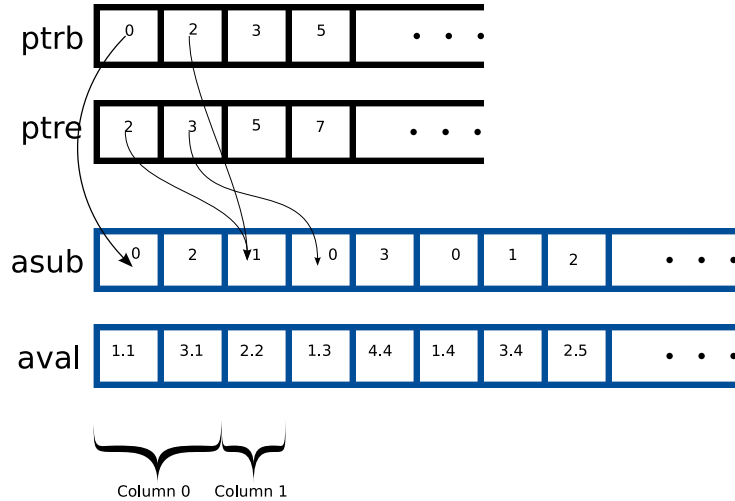 ptrb 0 2 3 5 . . .
ptre 2 3 5 7 . . .
asub 0 2 1 0 3 0 1 2 . . .
aval 1.1 3.1 2.2 1.3 4.4 1.4 3.4 2.5 . . .
Column 0 Column 1